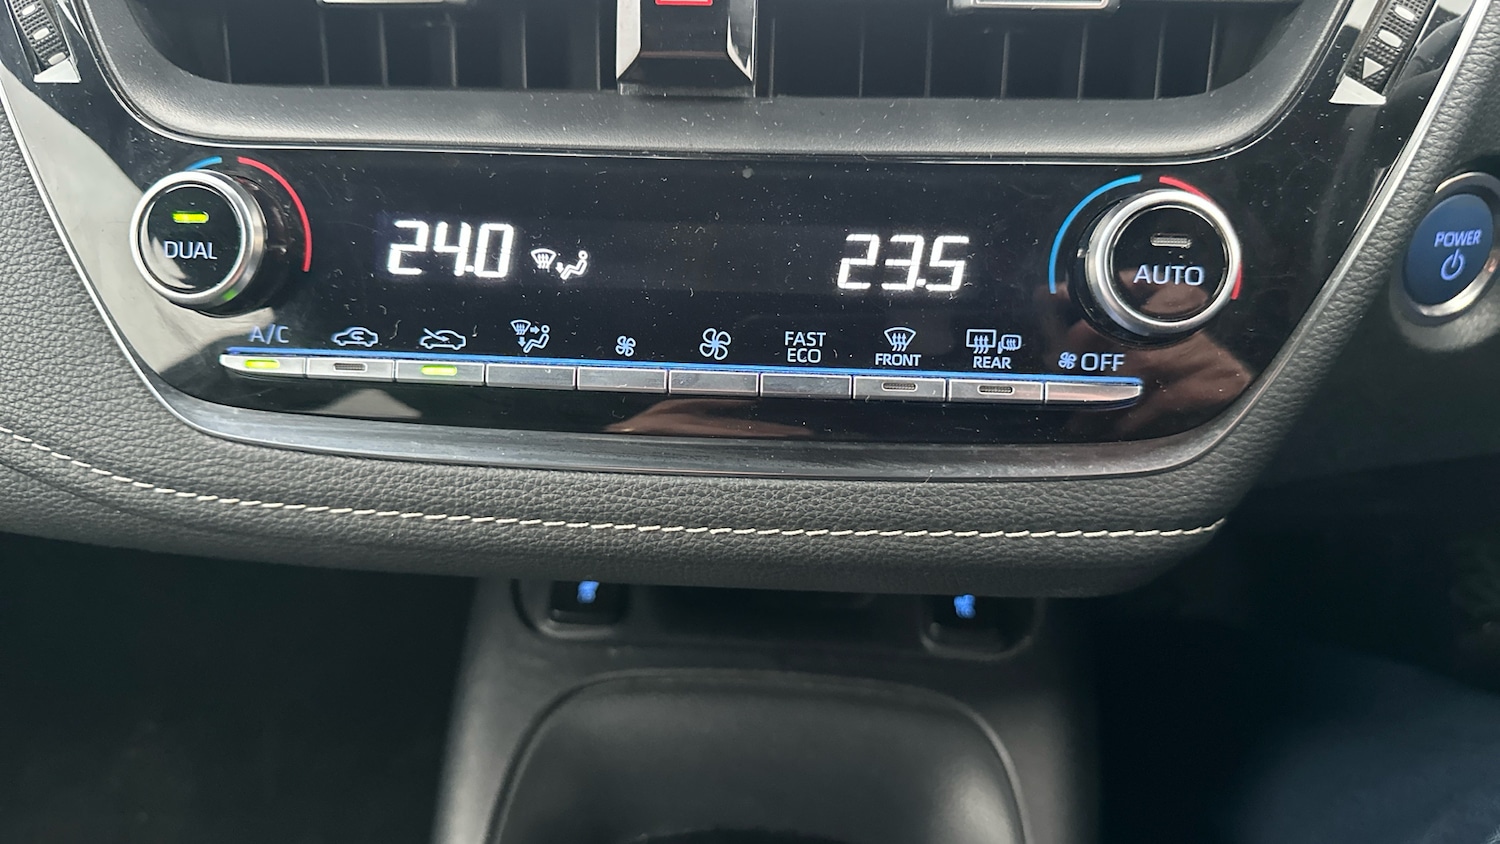 DUAL
24.0
23.5
AUTO
POWER
A/C
FAST
ECO
FRONT
REAR
OFF